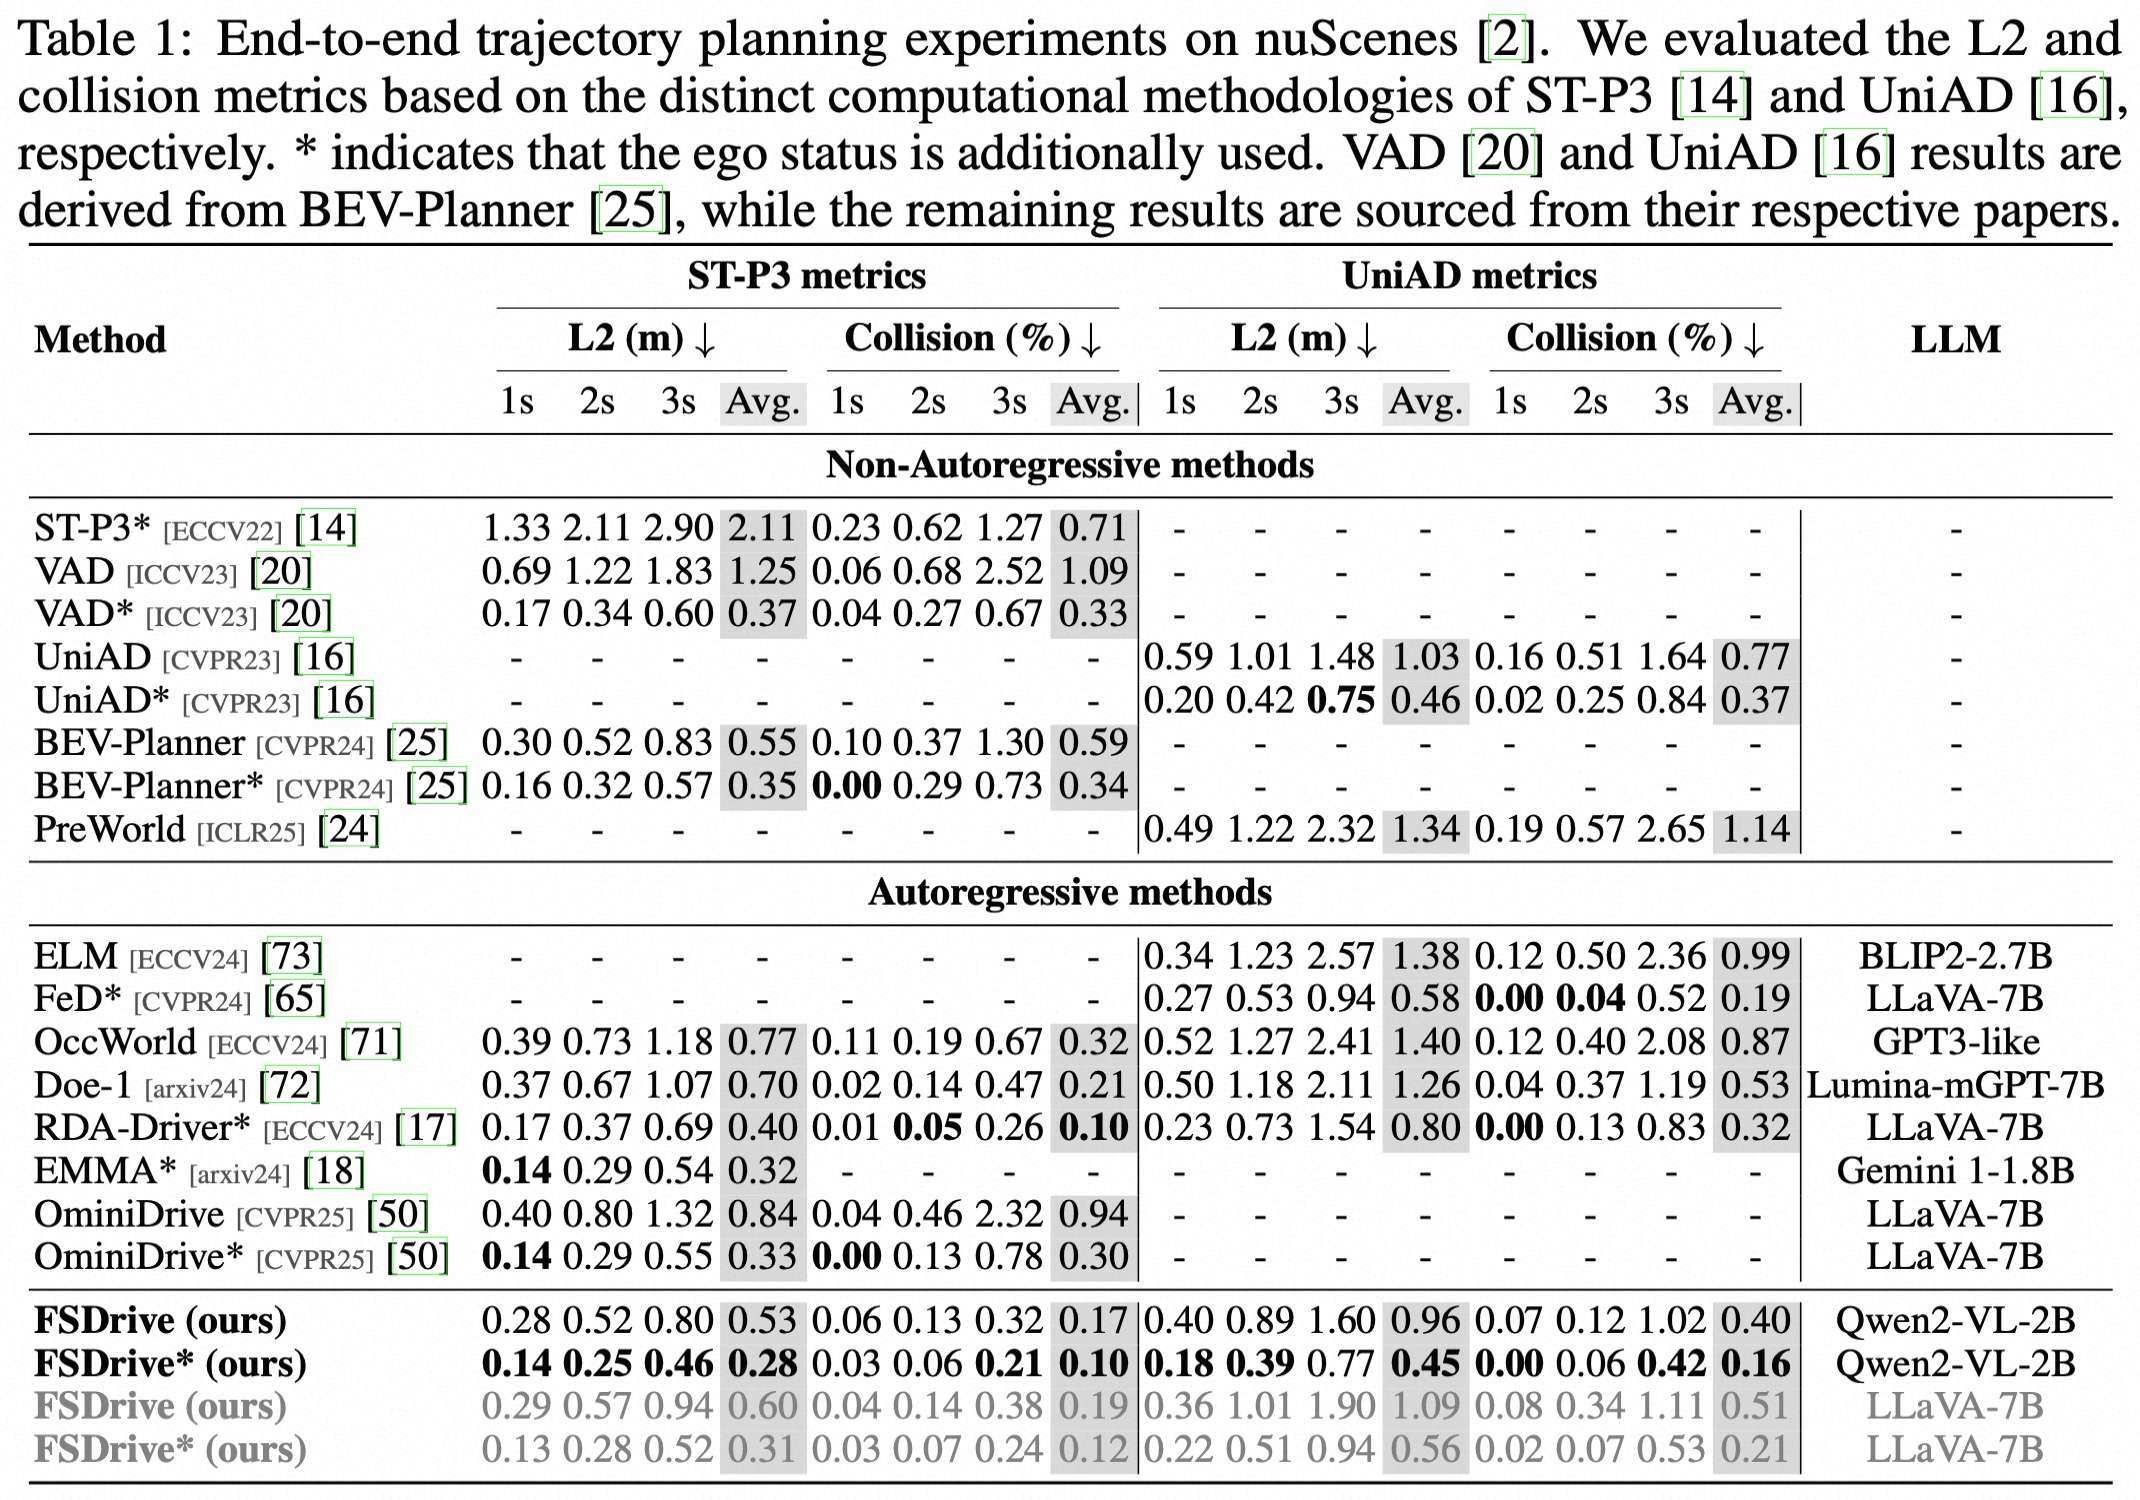 Table 1: End-to-end trajectory planning experiments on nuScenes [2]. We evaluated the L2 and
collision metrics based on the distinct computational methodologies of ST-P3 [14] and UniAD [16],
respectively. * indicates that the ego status is additionally used. VAD [20] and UniAD [16] results are
derived from BEV-Planner [25], while the remaining results are sourced from their respective papers.
ST-P3 metrics UniAD metrics
Method L2 (m) ↓ Collision (%) ↓ L2 (m) ↓ Collision (%) ↓ LLM
1s 2s 3s Avg. 1s 2s 3s Avg. 1s 2s 3s Avg. 1s 2s 3s Avg.
Non-Autoregressive methods
ST-P3* [ECCV22] [14] 1.33 2.11 2.90 2.11 0.23 0.62 1.27 0.71 - - - - - - - - -
VAD [ICCV23] [20] 0.69 1.22 1.83 1.25 0.06 0.68 2.52 1.09 - - - - - - - - -
VAD* [ICCV23] [20] 0.17 0.34 0.60 0.37 0.04 0.27 0.67 0.33 - - - - - - - - -
UniAD [CVPR23] [16] - - - - - - - - 0.59 1.01 1.48 1.03 0.16 0.51 1.64 0.77 -
UniAD* [CVPR23] [16] - - - - - - - - 0.20 0.42 0.75 0.46 0.02 0.25 0.84 0.37 -
BEV-Planner [CVPR24] [25] 0.30 0.52 0.83 0.55 0.10 0.37 1.30 0.59 - - - - - - - - -
BEV-Planner* [CVPR24] [25] 0.16 0.32 0.57 0.35 0.00 0.29 0.73 0.34 - - - - - - - - -
PreWorld [ICLR25] [24] - - - - - - - - 0.49 1.22 2.32 1.34 0.19 0.57 2.65 1.14 -
Autoregressive methods
ELM [ECCV24] [73] - - - - - - - - 0.34 1.23 2.57 1.38 0.12 0.50 2.36 0.99 BLIP2-2.7B
FeD* [CVPR24] [65] - - - - - - - - 0.27 0.53 0.94 0.58 0.00 0.04 0.52 0.19 LLaVA-7B
OccWorld [ECCV24] [71] 0.39 0.73 1.18 0.77 0.11 0.19 0.67 0.32 0.52 1.27 2.41 1.40 0.12 0.40 2.08 0.87 GPT3-like
Doe-1 [arxiv24] [72] 0.37 0.67 1.07 0.70 0.02 0.14 0.47 0.21 0.50 1.18 2.11 1.26 0.04 0.37 1.19 0.53 Lumina-mGPT-7B
RDA-Driver* [ECCV24] [17] 0.17 0.37 0.69 0.40 0.01 0.05 0.26 0.10 0.23 0.73 1.54 0.80 0.00 0.13 0.83 0.32 LLaVA-7B
EMMA* [arxiv24] [18] 0.14 0.29 0.54 0.32 - - - - - - - - - - - - Gemini 1-1.8B
OminiDrive [CVPR25] [50] 0.40 0.80 1.32 0.84 0.04 0.46 2.32 0.94 - - - - - - - - LLaVA-7B
OminiDrive* [CVPR25] [50] 0.14 0.29 0.55 0.33 0.00 0.13 0.78 0.30 - - - - - - - - LLaVA-7B
FSDrive (ours) 0.28 0.52 0.80 0.53 0.06 0.13 0.32 0.17 0.40 0.89 1.60 0.96 0.07 0.12 1.02 0.40 Qwen2-VL-2B
FSDrive* (ours) 0.14 0.25 0.46 0.28 0.03 0.06 0.21 0.10 0.18 0.39 0.77 0.45 0.00 0.06 0.42 0.16 Qwen2-VL-2B
FSDrive (ours) 0.29 0.57 0.94 0.60 0.04 0.14 0.38 0.19 0.36 1.01 1.90 1.09 0.08 0.34 1.11 0.51 LLaVA-7B
FSDrive* (ours) 0.13 0.28 0.52 0.31 0.03 0.07 0.24 0.12 0.22 0.51 0.94 0.56 0.02 0.07 0.53 0.21 LLaVA-7B